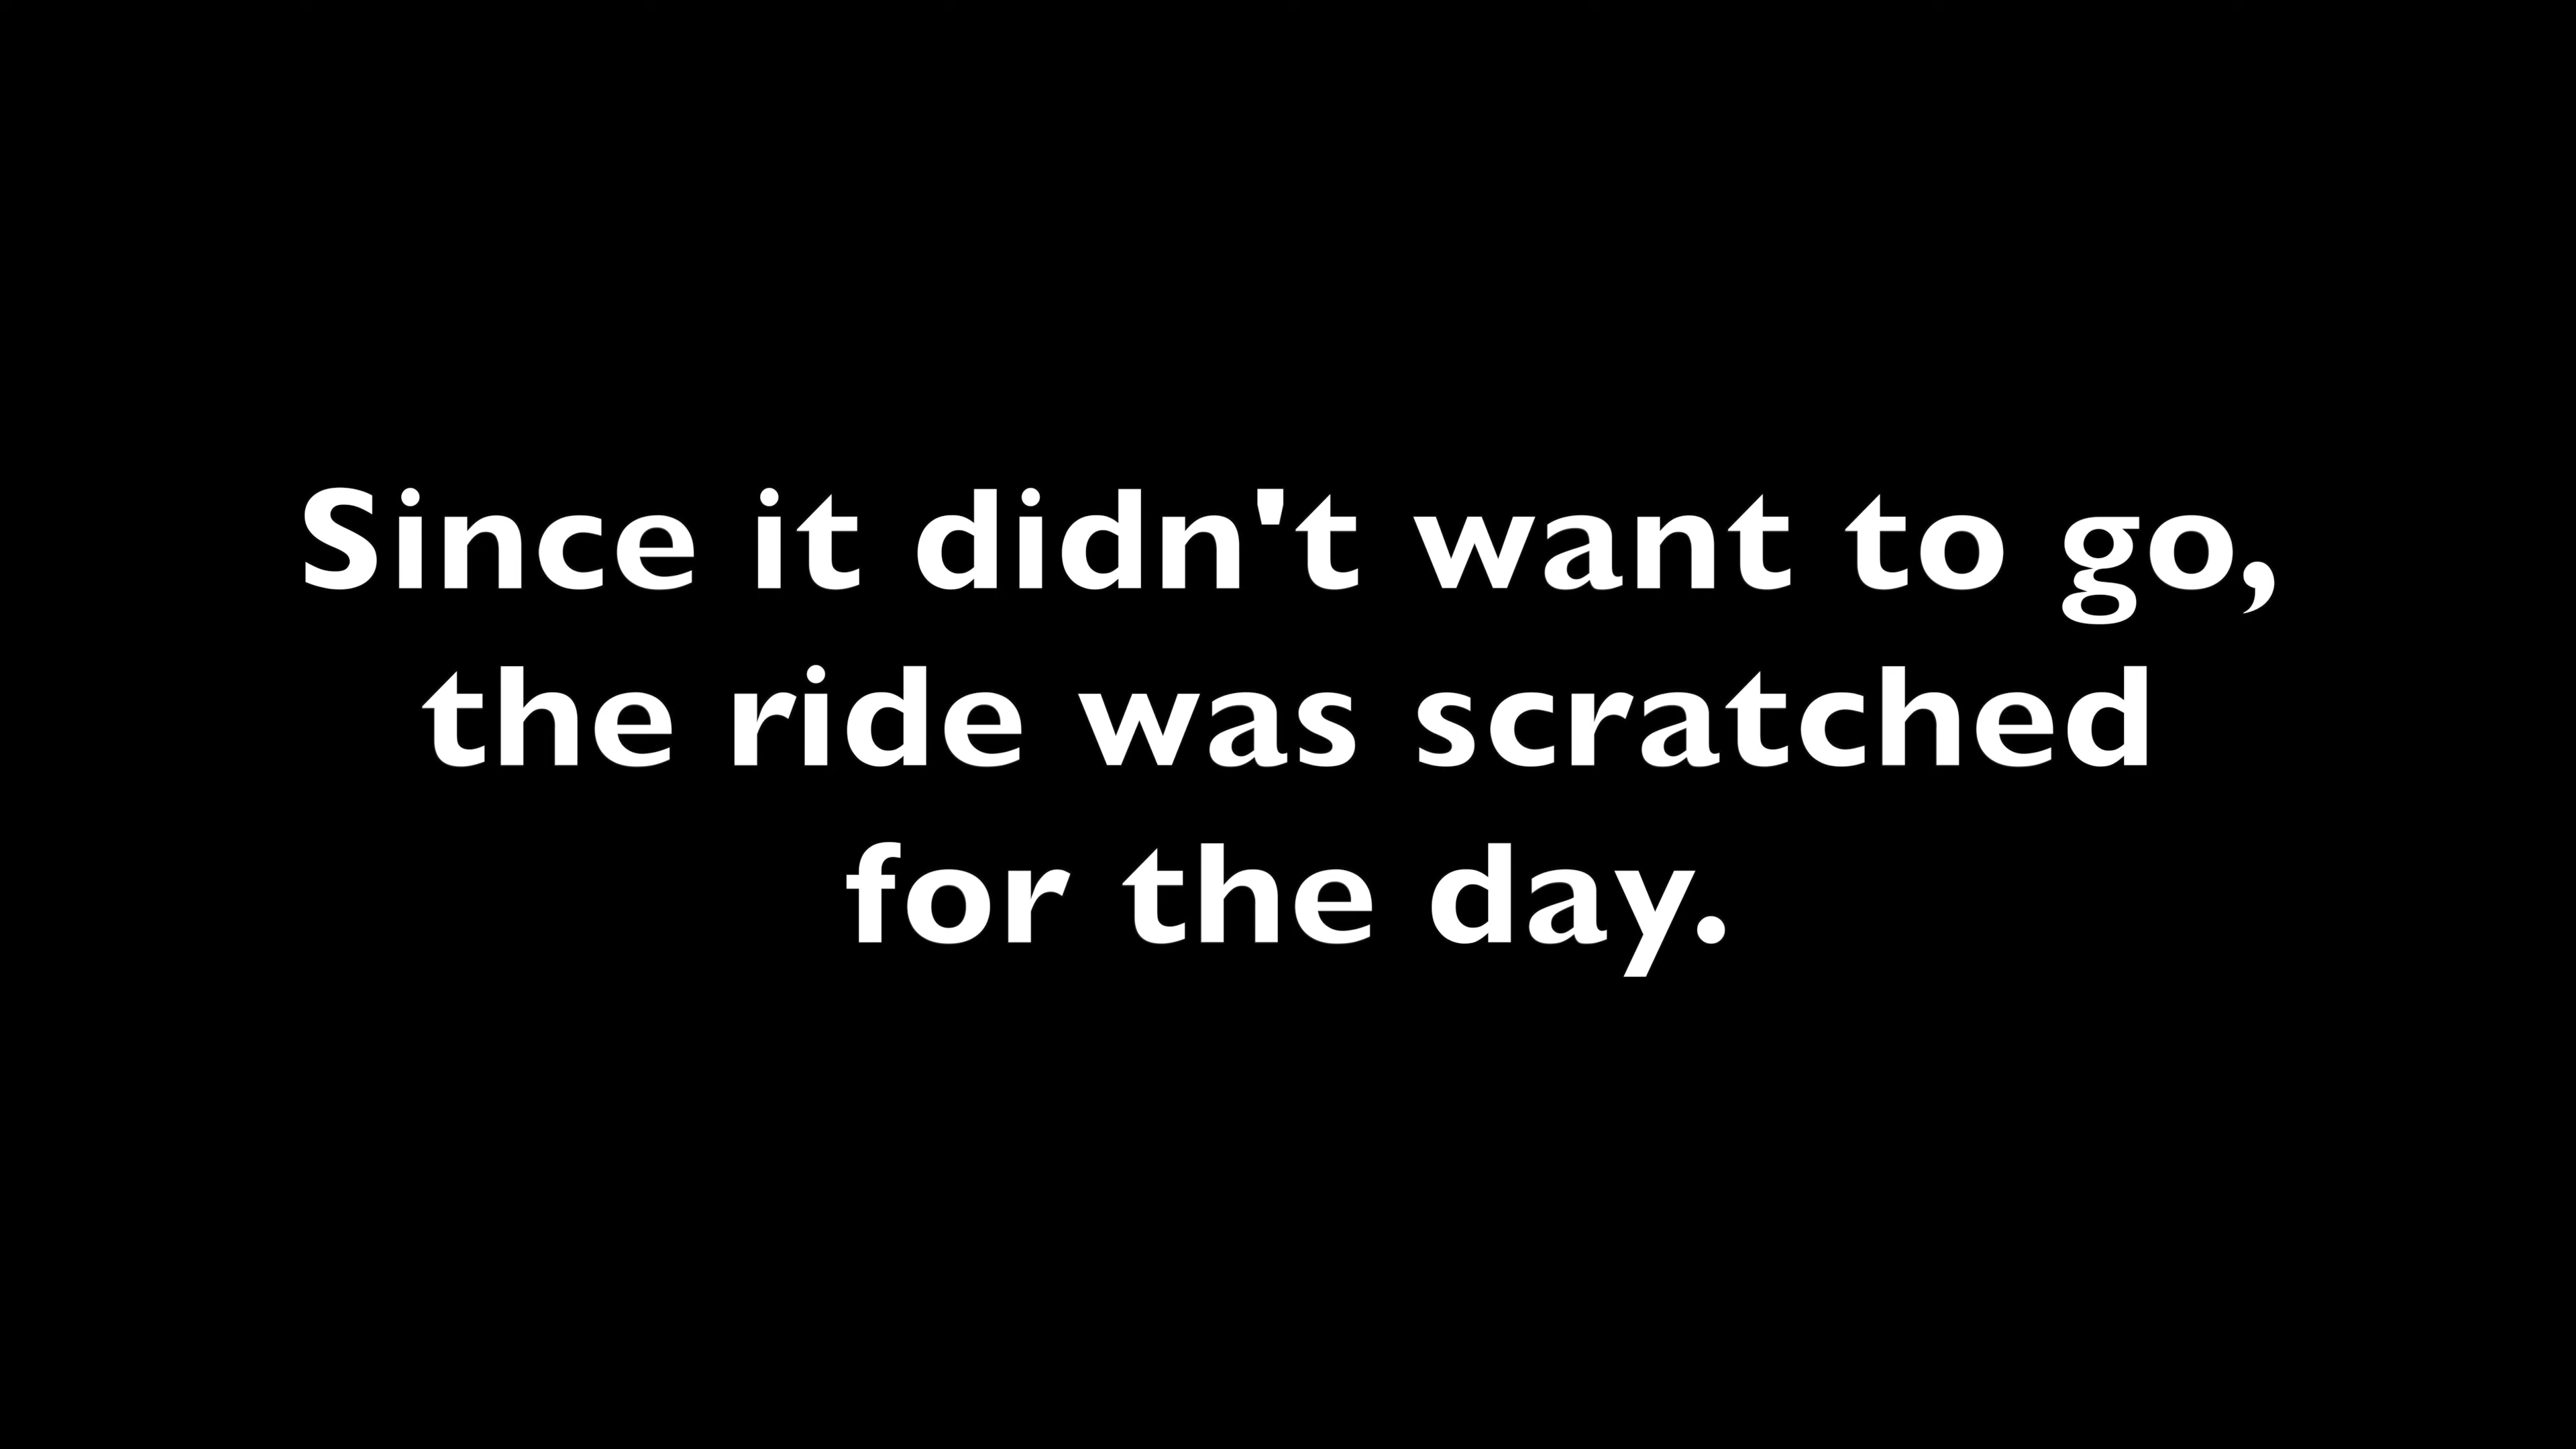 Since it didn't want to go,
the ride was scratched
for the day.